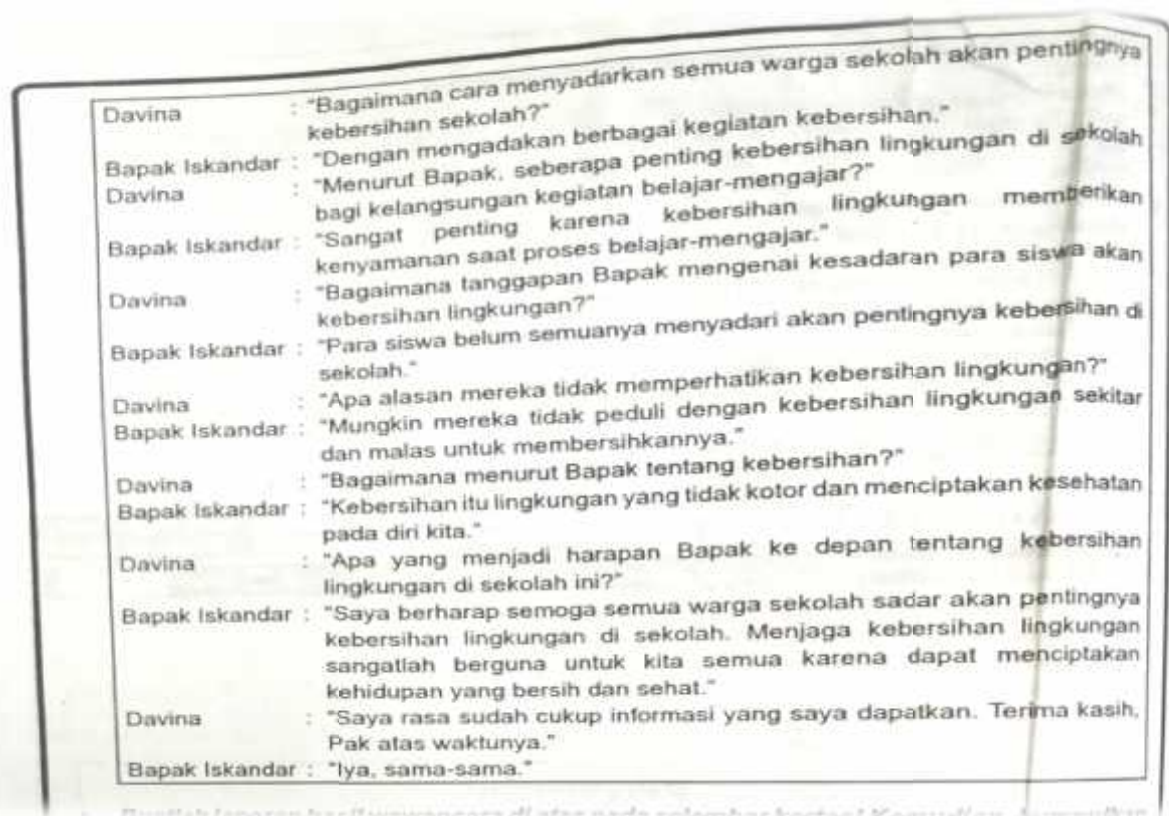 Davina : "Bagaimana cara menyadarkan semua warga sekolah akan pentingnya
kebersihan sekolah?"
Bapak Iskandar : "Dengan mengadakan berbagai kegiatan kebersihan."
Davina : "Menurut Bapak, seberapa penting kebersihan lingkungan di sekolah
bagi kelangsungan kegiatan belajar-mengajar?"
Bapak Iskandar : "Sangat penting karena kebersihan lingkungan memberikan
kenyamanan saat proses belajar-mengajar."
Davina : "Bagaimana tanggapan Bapak mengenai kesadaran para siswa akan
kebersihan lingkungan?"
Bapak Iskandar : "Para siswa belum semuanya menyadari akan pentingnya kebersihan di
sekolah."
Davina : "Apa alasan mereka tidak memperhatikan kebersihan lingkungan?"
Bapak Iskandar : "Mungkin mereka tidak peduli dengan kebersihan lingkungan sekitar
dan malas untuk membersihkannya."
Davina : "Bagaimana menurut Bapak tentang kebersihan?"
Bapak Iskandar : "Kebersihan itu lingkungan yang tidak kotor dan menciptakan kesehatan
pada diri kita."
Davina : "Apa yang menjadi harapan Bapak ke depan tentang kebersihan
lingkungan di sekolah ini?"
Bapak Iskandar : "Saya berharap semoga semua warga sekolah sadar akan pentingnya
kebersihan lingkungan di sekolah. Menjaga kebersihan lingkungan
sangatlah berguna untuk kita semua karena dapat menciptakan
kehidupan yang bersih dan sehat."
Davina : "Saya rasa sudah cukup informasi yang saya dapatkan. Terima kasih,
Pak atas waktunya."
Bapak Iskandar : "Iya, sama-sama."